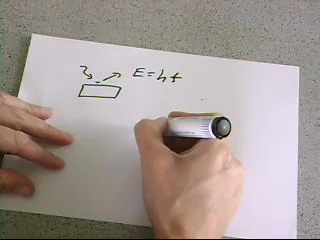 E = hf